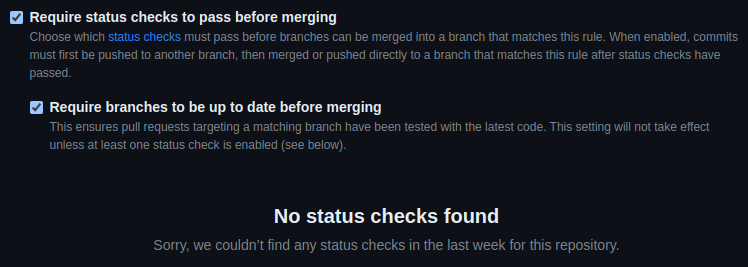 Require status checks to pass before merging
Choose which status checks must pass before branches can be merged into a branch that matches this rule. When enabled, commits
must first be pushed to another branch, then merged or pushed directly to a branch that matches this rule after status checks have
passed.
Require branches to be up to date before merging
This ensures pull requests targeting a matching branch have been tested with the latest code. This setting will not take effect
unless at least one status check is enabled (see below).
No status checks found
Sorry, we couldn't find any status checks in the last week for this repository.